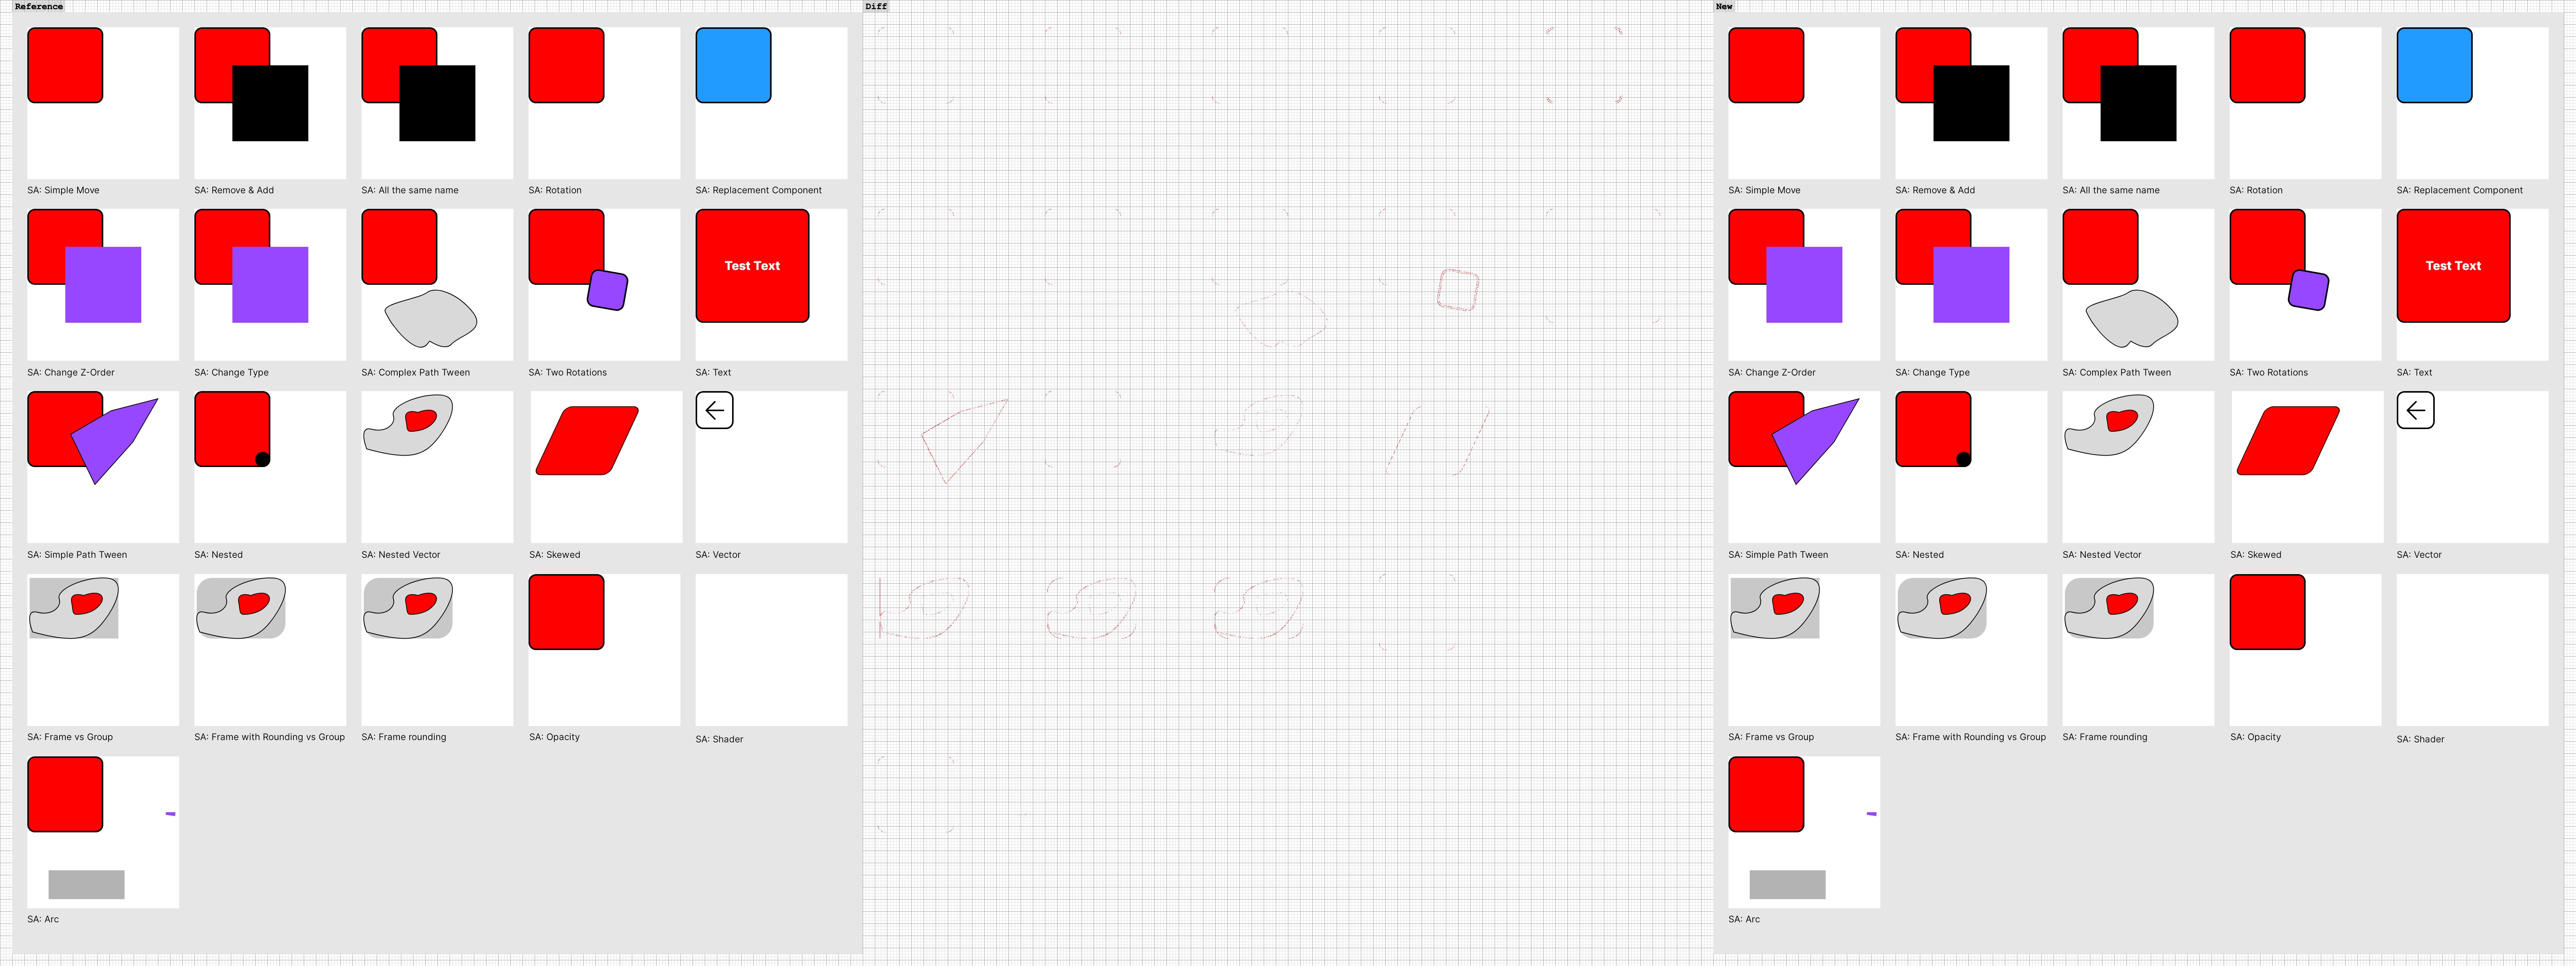 Reference
Diff
New
SA: Simple Move
SA: Remove & Add
SA: All the same name
SA: Rotation
SA: Replacement Component
Test Text
SA: Change Z-Order
SA: Change Type
SA: Complex Path Tween
SA: Two Rotations
SA: Text
SA: Simple Path Tween
SA: Nested
SA: Nested Vector
SA: Skewed
SA: Vector
SA: Frame vs Group
SA: Frame with Rounding vs Group
SA: Frame rounding
SA: Opacity
SA: Shader
SA: Arc
SA: Simple Move
SA: Remove & Add
SA: All the same name
SA: Rotation
SA: Replacement Component
Test Text
SA: Change Z-Order
SA: Change Type
SA: Complex Path Tween
SA: Two Rotations
SA: Text
SA: Simple Path Tween
SA: Nested
SA: Nested Vector
SA: Skewed
SA: Vector
SA: Frame vs Group
SA: Frame with Rounding vs Group
SA: Frame rounding
SA: Opacity
SA: Shader
SA: Arc